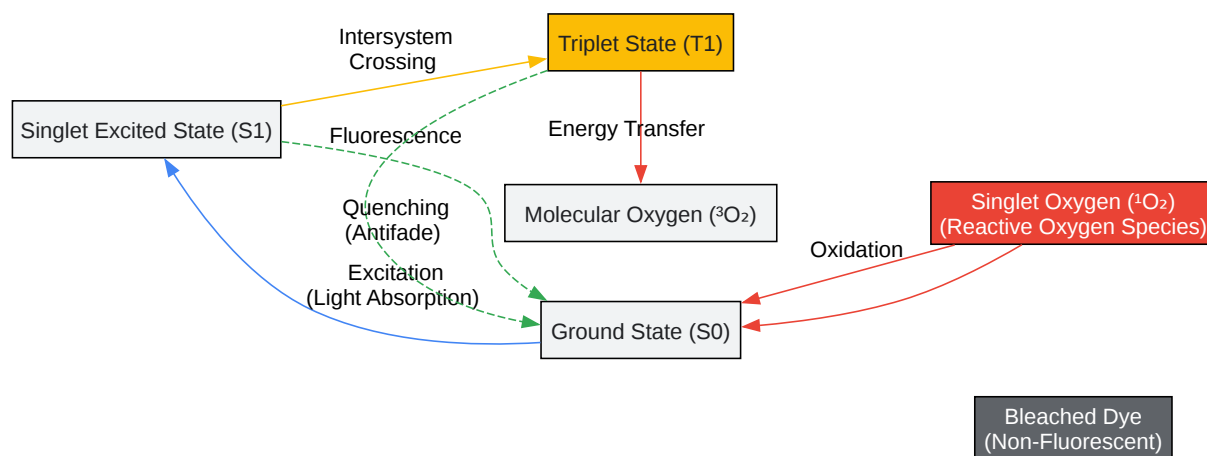 Intersystem
Crossing
Triplet State (T1)
Singlet Excited State (S1)
Fluorescence
Energy Transfer
Quenching
(Antifade)
Molecular Oxygen (³O₂)
Singlet Oxygen (¹O₂)
(Reactive Oxygen Species)
Oxidation
Excitation
(Light Absorption)
Ground State (S0)
Bleached Dye
(Non-Fluorescent)